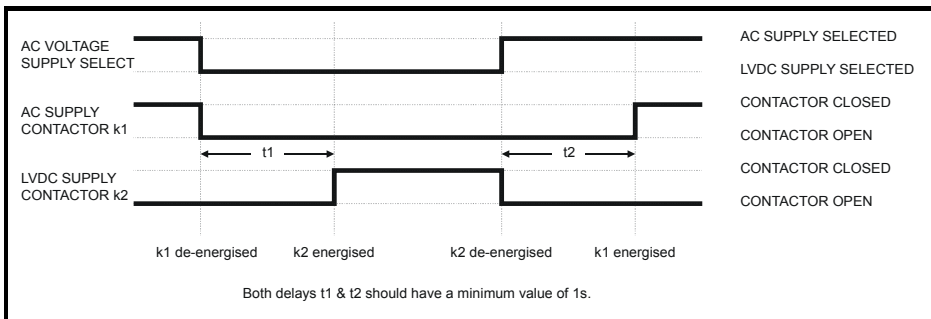 AC VOLTAGE
SUPPLY SELECT
AC SUPPLY SELECTED
LVDC SUPPLY SELECTED
AC SUPPLY
CONTACTOR k1
CONTACTOR CLOSED
CONTACTOR OPEN
t1
t2
LVDC SUPPLY
CONTACTOR k2
CONTACTOR CLOSED
CONTACTOR OPEN
k1 de-energised
k2 energised
k2 de-energised
k1 energised
Both delays t1 & t2 should have a minimum value of 1s.